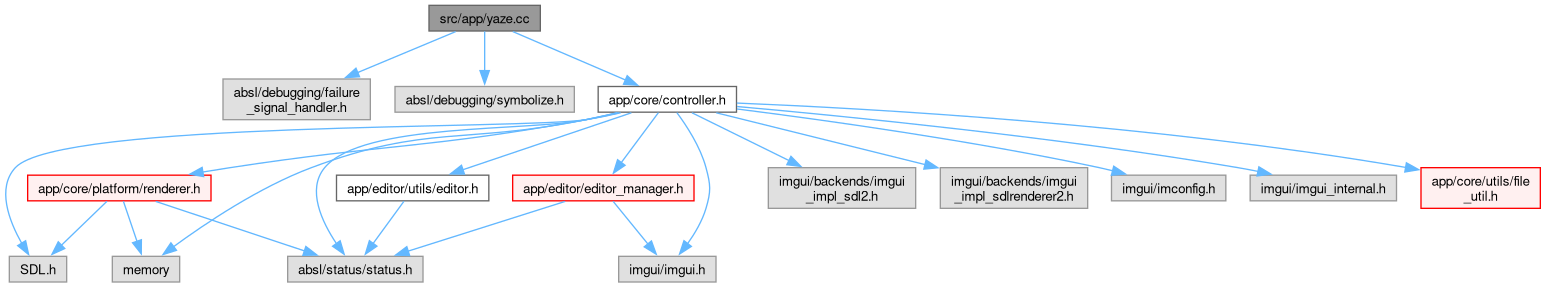 src/app/yaze.cc
absl/debugging/failure
_signal_handler.h
absl/debugging/symbolize.h
app/core/controller.h
app/core/platform/renderer.h
app/editor/utils/editor.h
app/editor/editor_manager.h
imgui/backends/imgui
_impl_sdl2.h
imgui/backends/imgui
_impl_sdlrenderer2.h
imgui/imconfig.h
imgui/imgui_internal.h
app/core/utils/file
_util.h
SDL.h
memory
absl/status/status.h
imgui/imgui.h